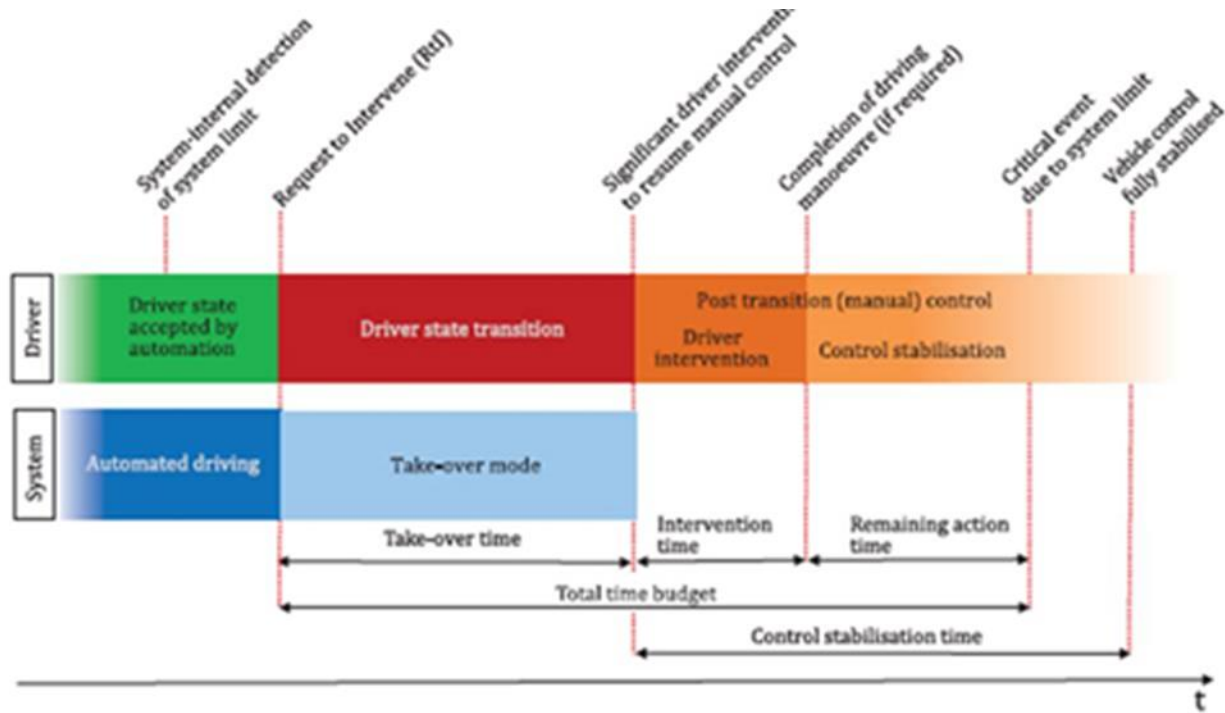 System-internal detection
of system limit
Request to Intervene (RtI)
Significant driver
to resume manual control
Completion of driving
manoeuvre (if required)
Critical event
due to system limit
Vehicle control
fully stabilised
Driver
Driver state
accepted by
automation
Driver state transition
Post transition (manual) control
Driver
intervention
Control stabilisation
System
Automated driving
Take-over mode
Take-over time
Intervention
time
Remaining action
time
Total time budget
Control stabilisation time
t